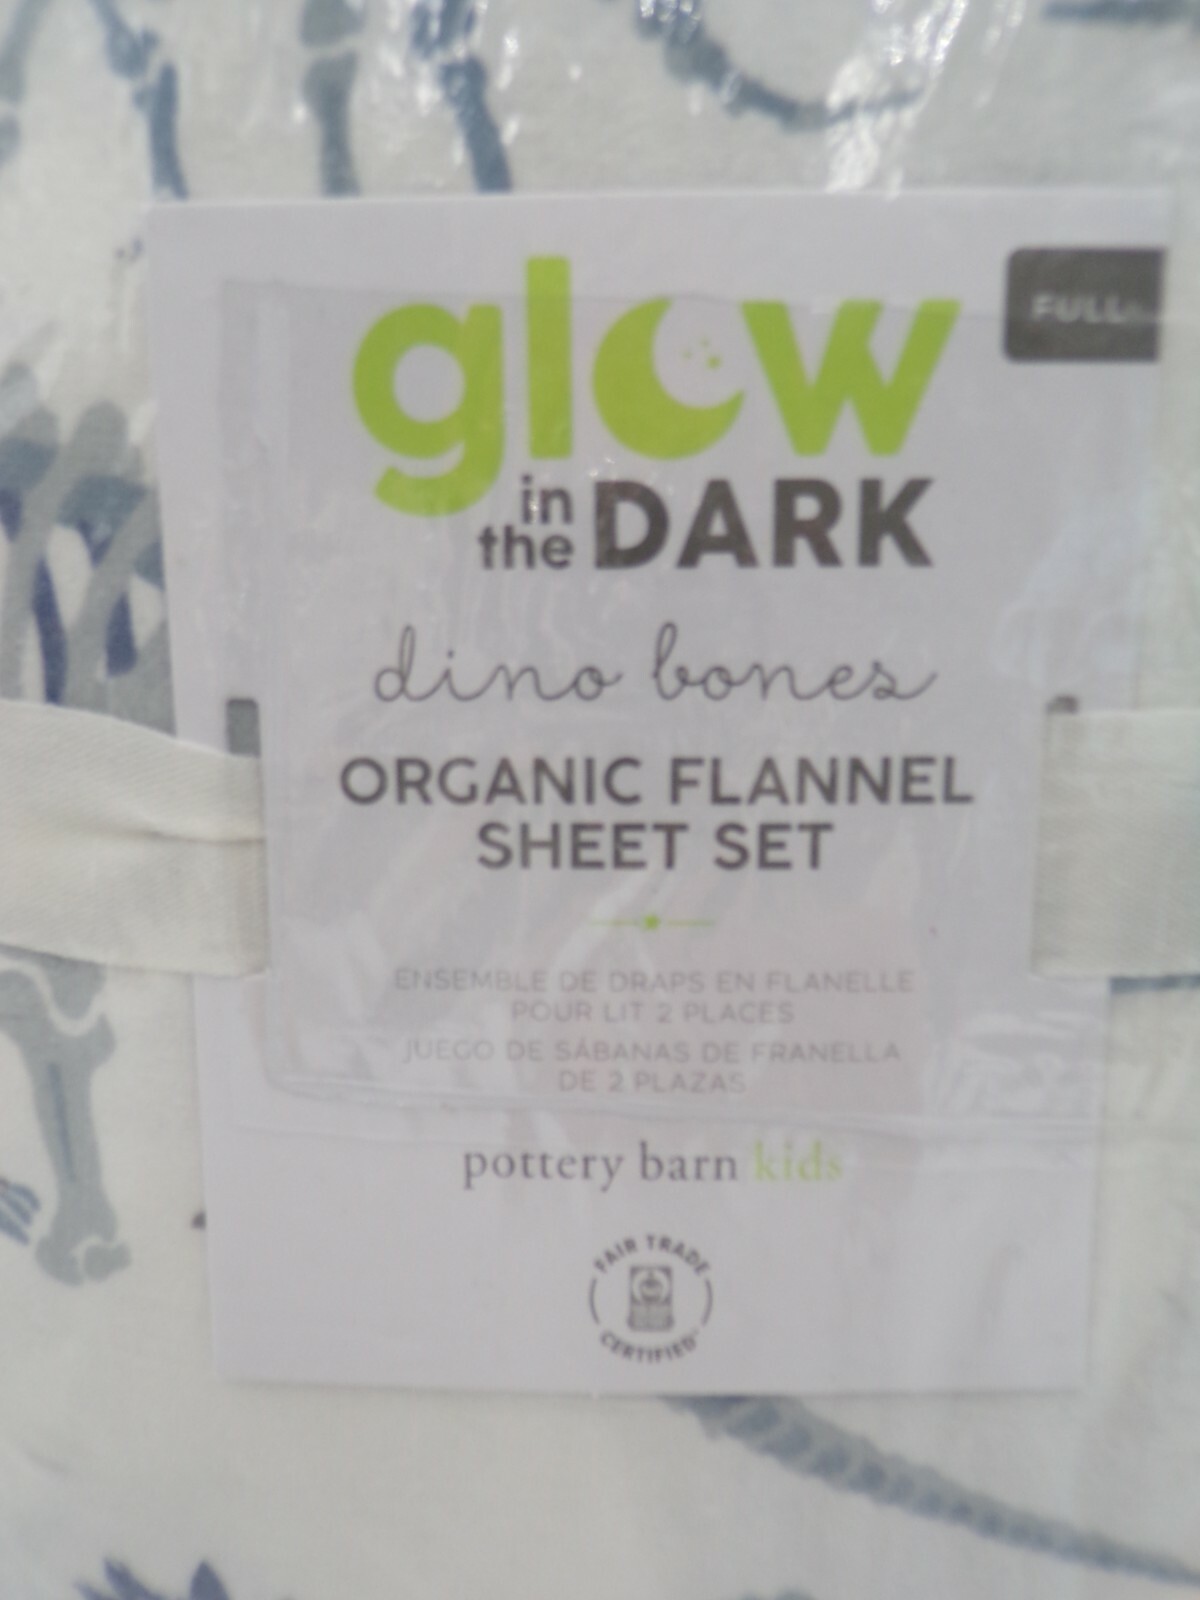 FULL
glow
in
the DARK
dino bones
ORGANIC FLANNEL
SHEET SET
ENSEMBLE DE DRAPS EN FLANELLE
POUR LIT 2 PLACES
JUEGO DE SÁBANAS DE FRANELLA
DE 2 PLAZAS
pottery barn kids
FAIR TRADE
CERTIFIED